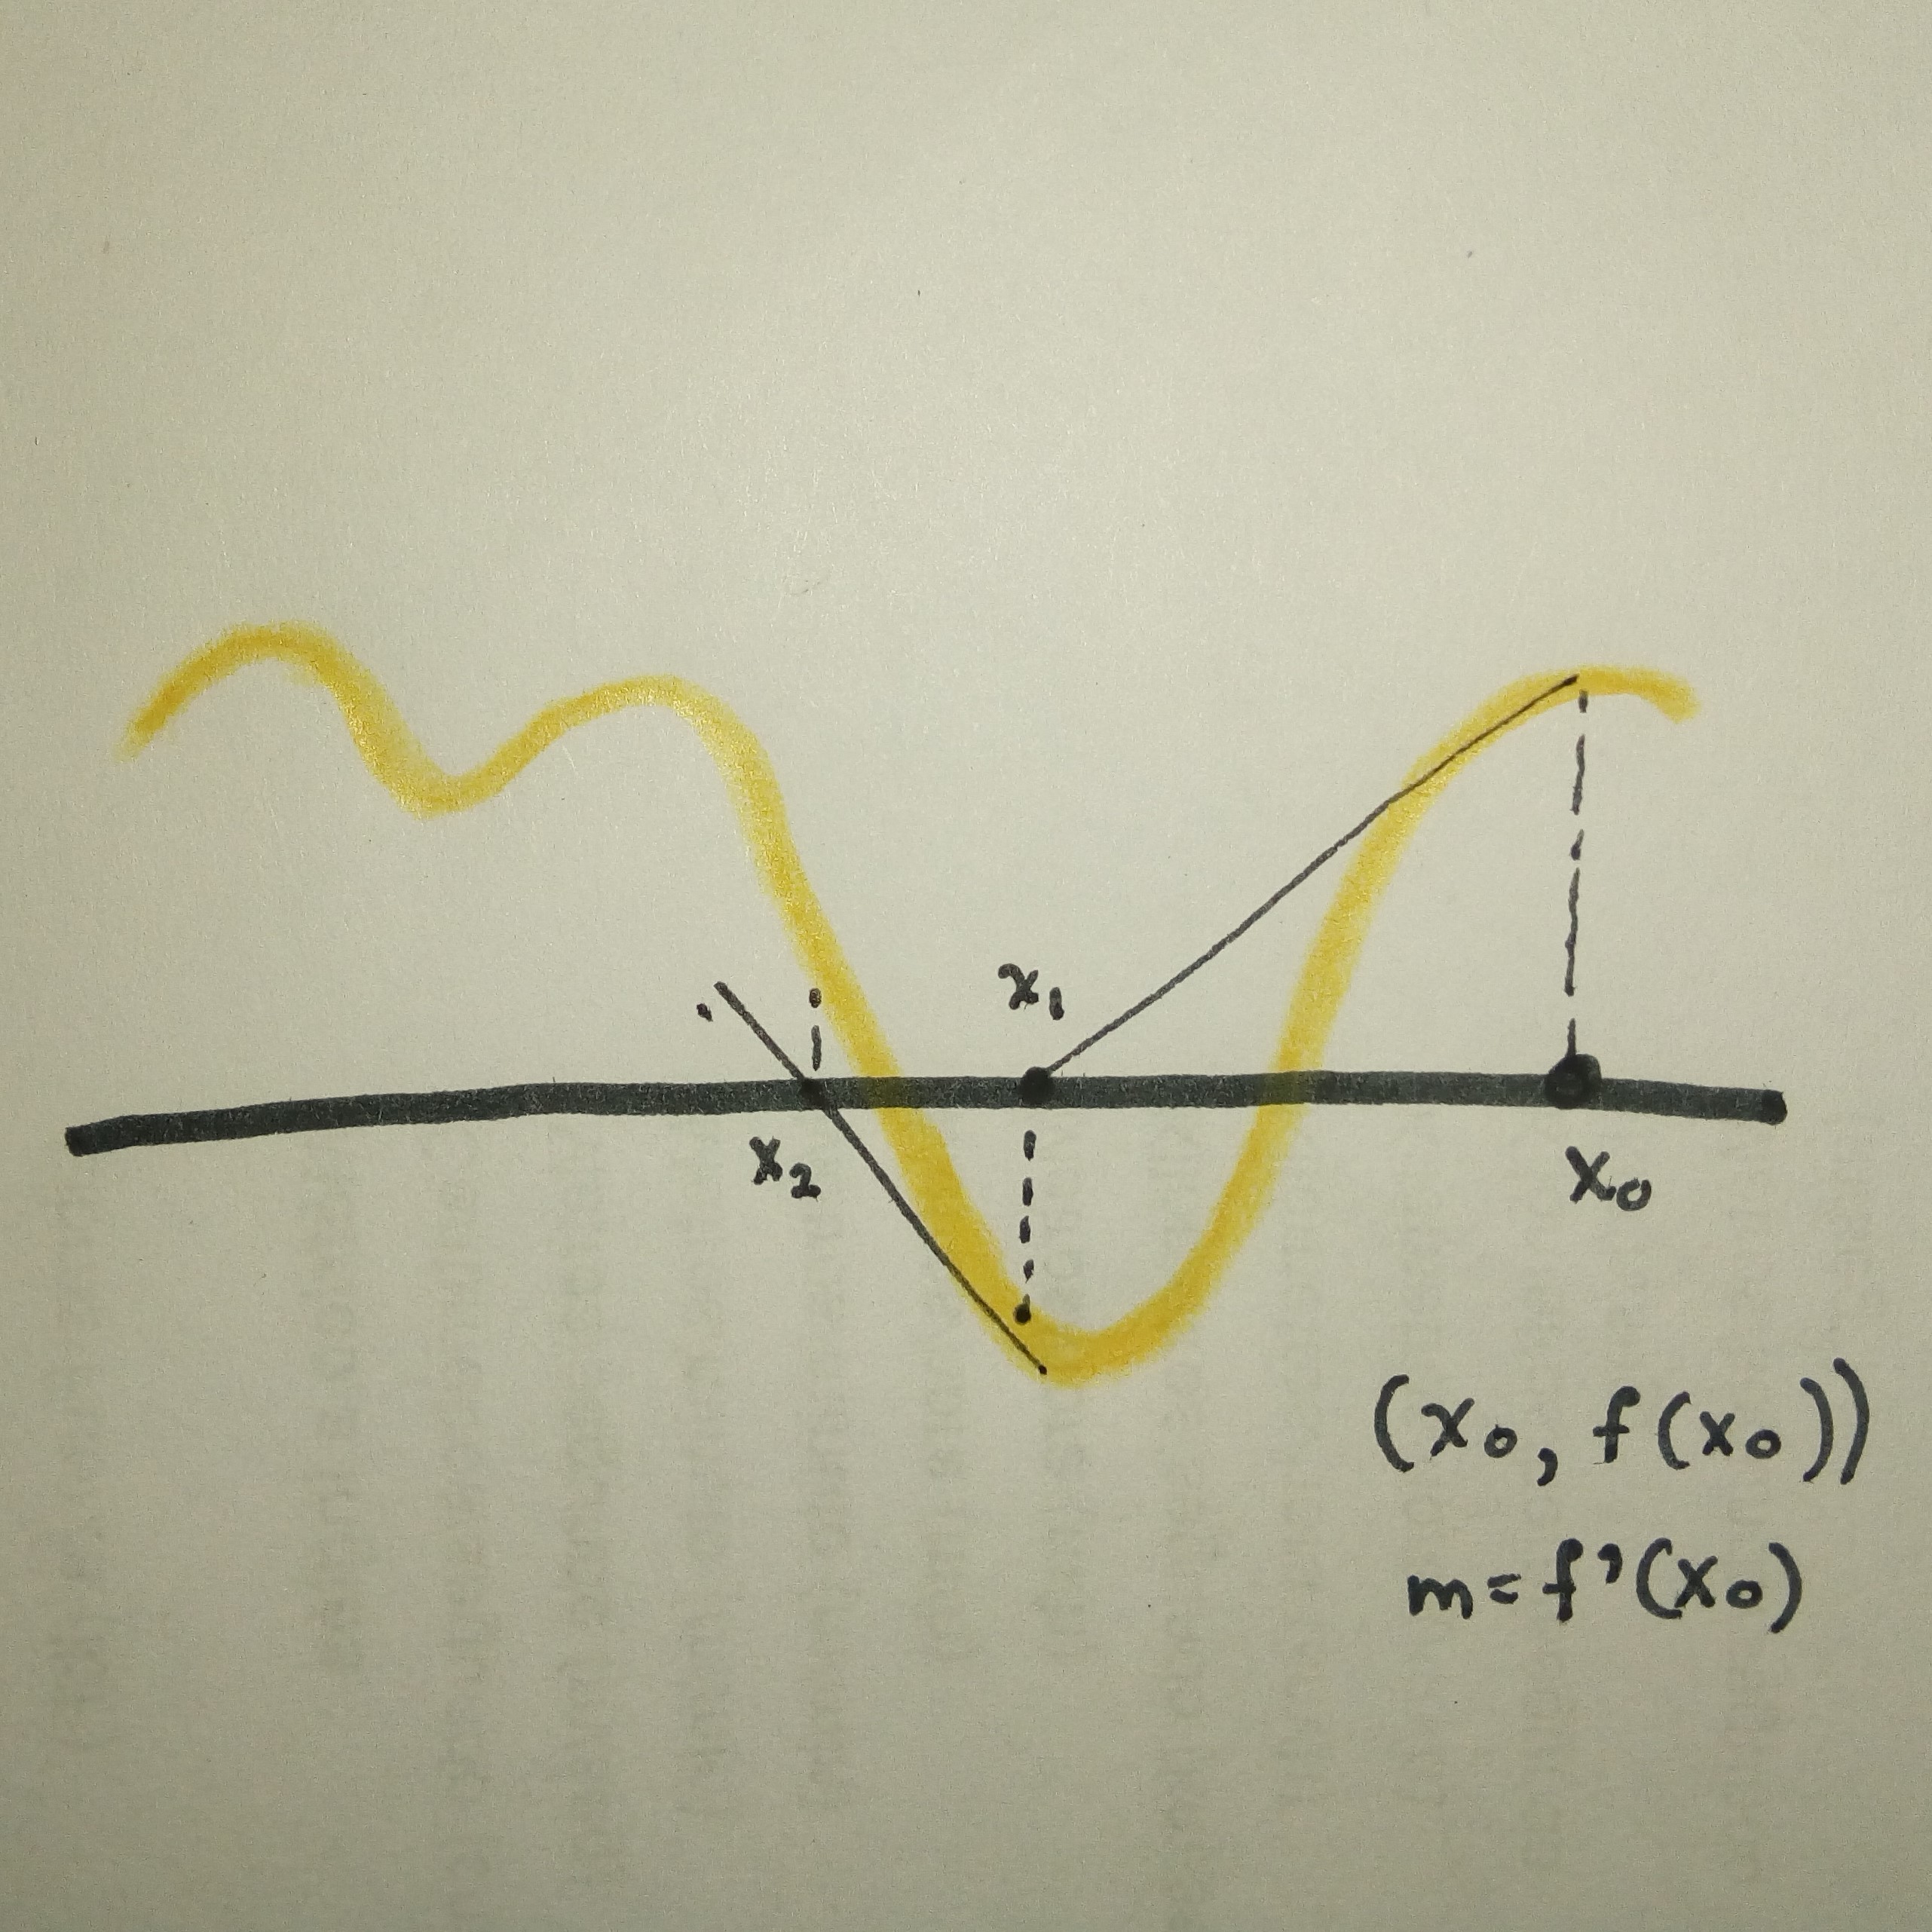 x₁
x₂
x₀
(x₀, f(x₀))
m = f'(x₀)